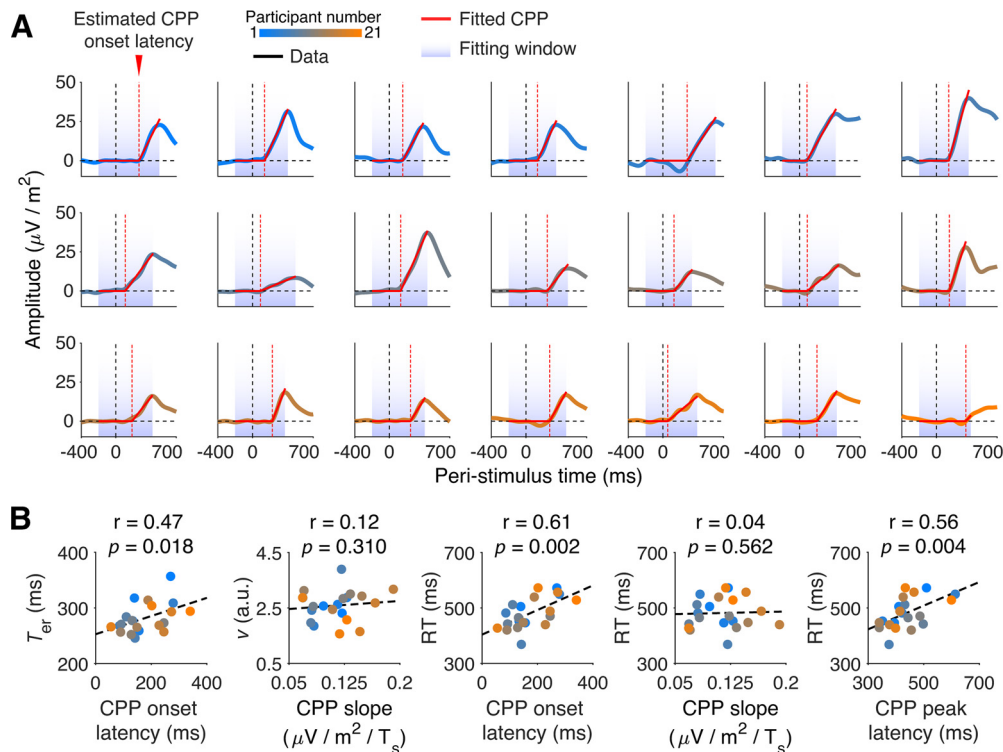 A
Estimated CPP
onset latency
Participant number
1 21
Data
Fitted CPP
Fitting window
Amplitude (μV / m²)
50
25
0
50
25
0
50
25
0
-400 0 700
-400 0 700
-400 0 700
-400 0 700
-400 0 700
-400 0 700
-400 0 700
Peri-stimulus time (ms)
B
r = 0.47
p = 0.018
Ter (ms)
400
300
200
0 200 400
CPP onset
latency (ms)
r = 0.12
p = 0.310
v (a.u.)
4.5
2.5
0.5
0.05 0.125 0.2
CPP slope
(μV / m² / Ts)
r = 0.61
p = 0.002
RT (ms)
700
500
300
0 200 400
CPP onset
latency (ms)
r = 0.04
p = 0.562
RT (ms)
700
500
300
0.05 0.125 0.2
CPP slope
(μV / m² / Ts)
r = 0.56
p = 0.004
RT (ms)
700
500
300
300 500 700
CPP peak
latency (ms)